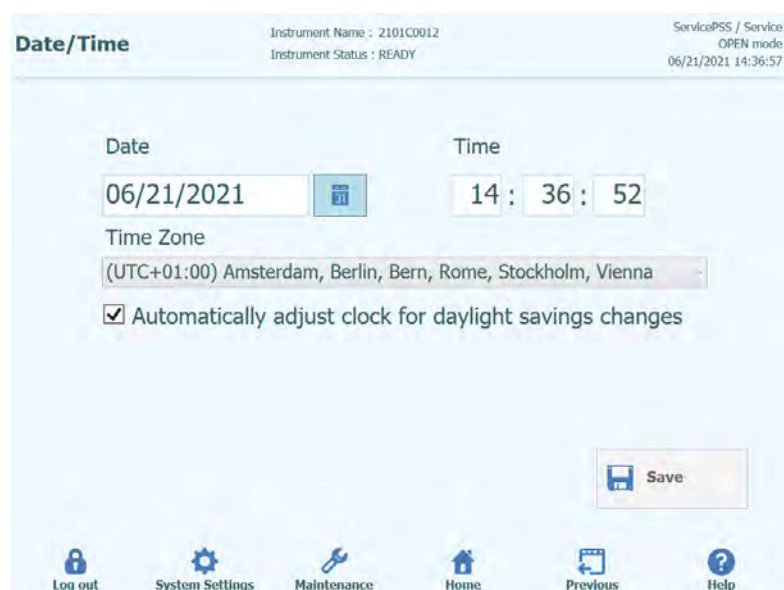 Date/Time
Instrument Name : 2101C0012
Instrument Status : READY
ServicePSS / Service
OPEN mode
06/21/2021 14:36:57
Date
Time
06/21/2021
31
14 : 36 : 52
Time Zone
(UTC+01:00) Amsterdam, Berlin, Bern, Rome, Stockholm, Vienna
Automatically adjust clock for daylight savings changes
Save
Log out
System Settings
Maintenance
Home
Previous
Help